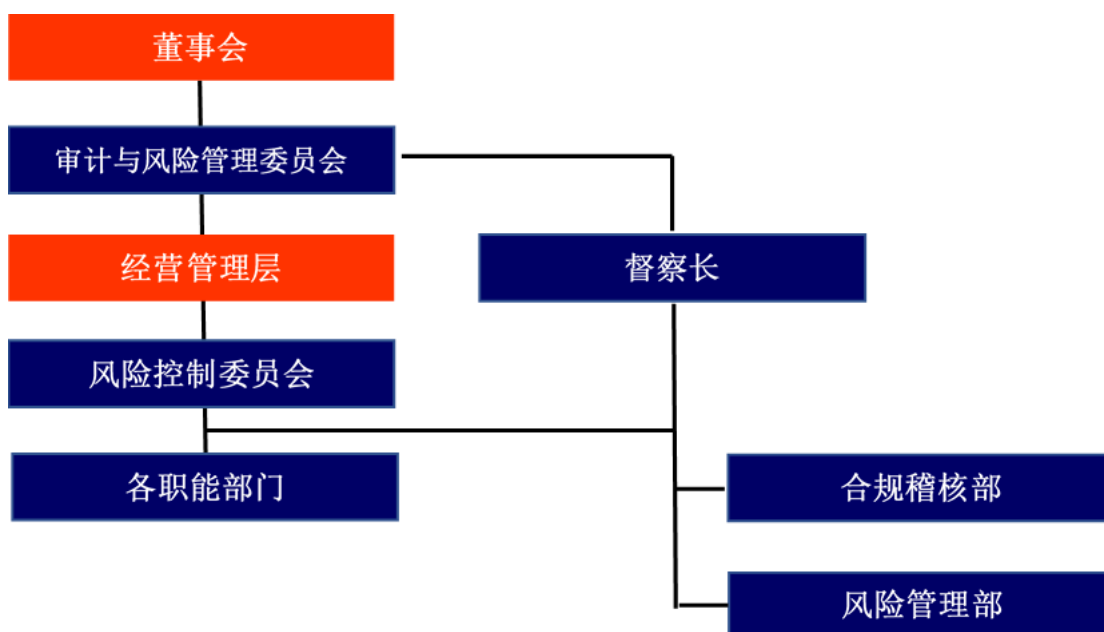 董事会
审计与风险管理委员会
经营管理层
督察长
风险控制委员会
各职能部门
合规稽核部
风险管理部